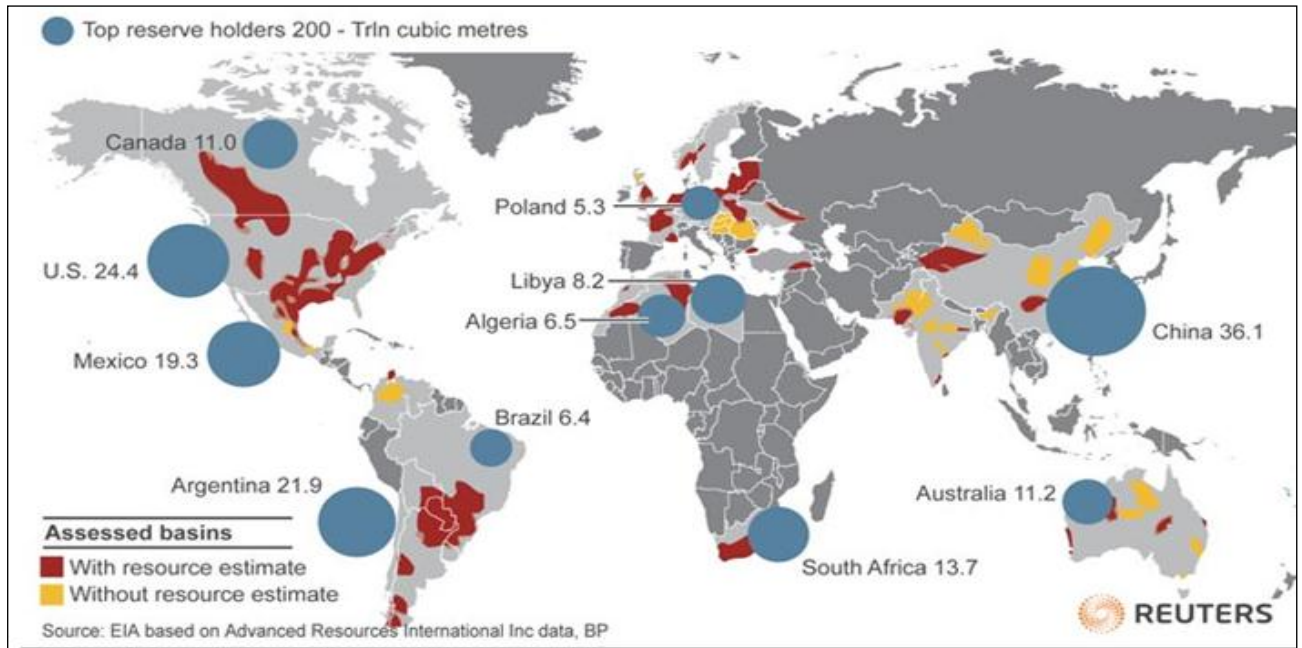 Top reserve holders 200 - Trln cubic metres
Canada 11.0
Poland 5.3
U.S. 24.4
Libya 8.2
Algeria 6.5
China 36.1
Mexico 19.3
Brazil 6.4
Argentina 21.9
Australia 11.2
South Africa 13.7
Assessed basins
With resource estimate
Without resource estimate
REUTERS
Source: EIA based on Advanced Resources International Inc data, BP